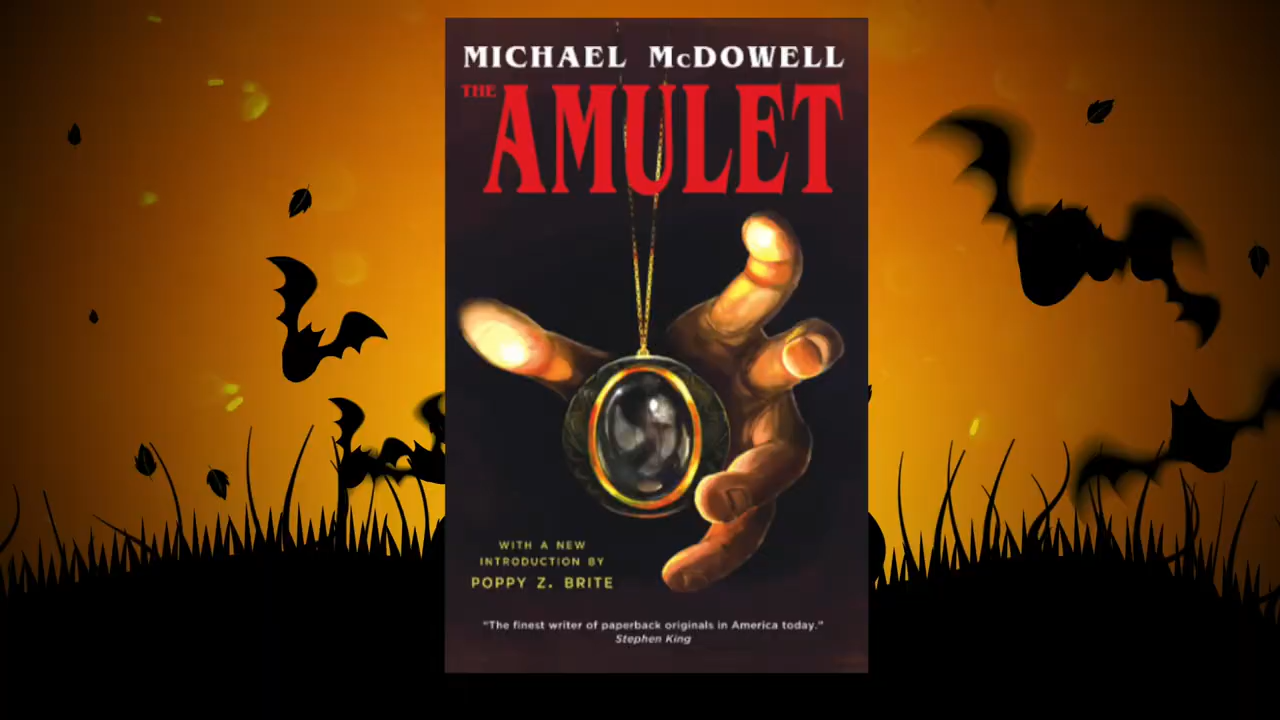 MICHAEL McDOWELL
THE AMULET
WITH A NEW
INTRODUCTION BY
POPPY Z. BRITE
“The finest writer of paperback originals in America today.”
Stephen King